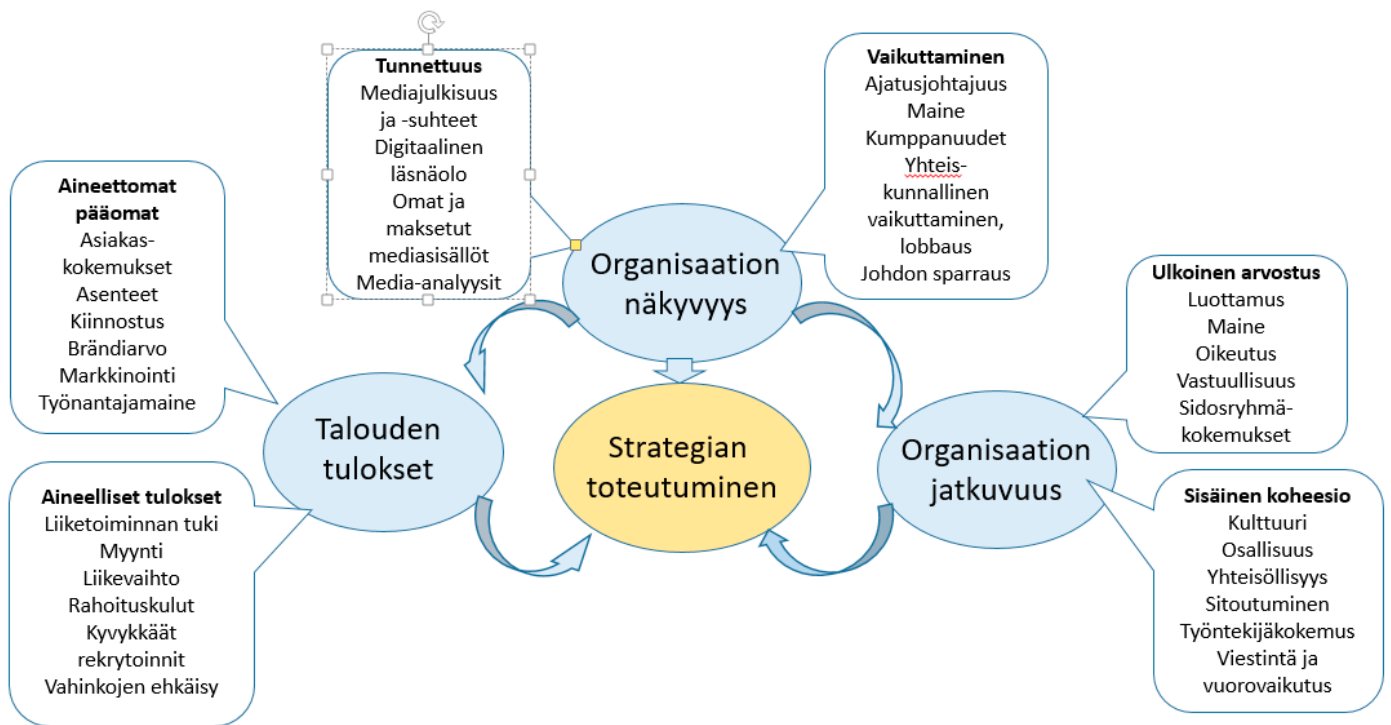 Tunnettuus
Mediajulkisuus
ja -suhteet
Digitaalinen
läsnäolo
Omat ja
maksetut
mediasisällöt
Media-analyysit
Vaikuttaminen
Ajatusjohtajuus
Maine
Kumppanuudet
Yhteis-
kunnallinen
vaikuttaminen,
lobbaus
Johdon sparraus
Aineettomat
pääomat
Asiakas-
kokemukset
Asenteet
Kiinnostus
Brändiarvo
Markkinointi
Työnantajamaine
Organisaation
näkyvyys
Ulkoinen arvostus
Luottamus
Maine
Oikeutus
Vastuullisuus
Sidosryhmä-
kokemukset
Talouden
tulokset
Strategian
toteutuminen
Organisaation
jatkuvuus
Aineelliset tulokset
Liiketoiminnan tuki
Myynti
Liikevaihto
Rahoituskulut
Kyvykkäät
rekrytoinnit
Vahinkojen ehkäisy
Sisäinen koheesio
Kulttuuri
Osallisuus
Yhteisöllisyys
Sitoutuminen
Työntekijäkokemus
Viestintä ja
vuorovaikutus